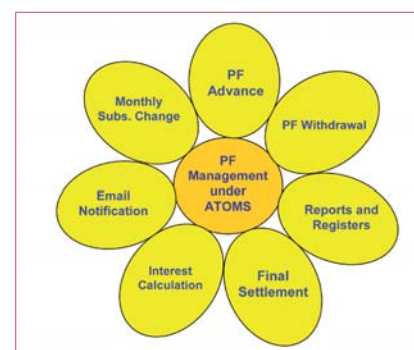 PF
Advance
PF Withdrawal
Reports and
Registers
Final
Settlement
Interest
Calculation
Email
Notification
Monthly
Subs. Change
PF
Management
under
ATOMS